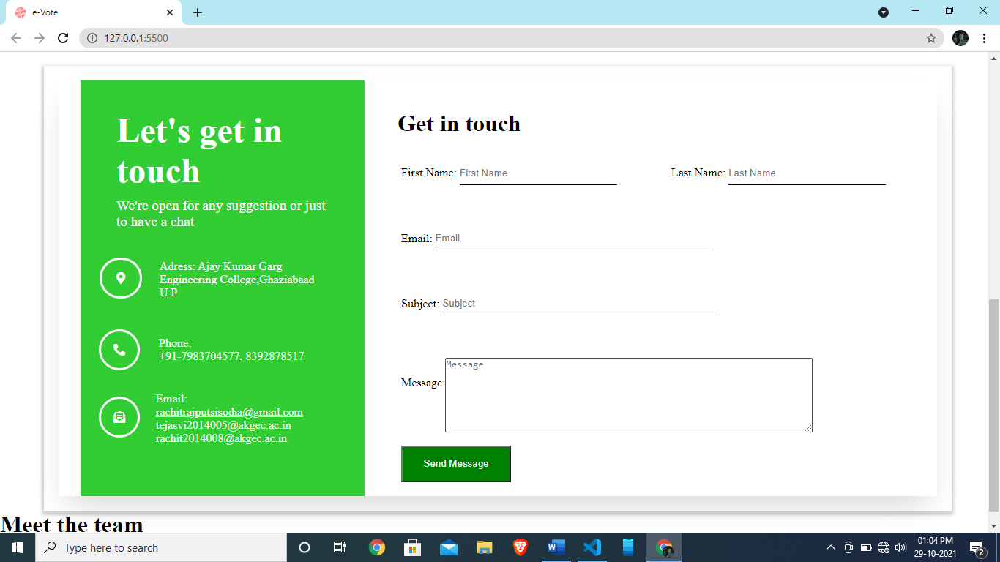 e-Vote
127.0.0.1:5500
Let's get in
touch
We're open for any suggestion or just
to have a chat
Adress: Ajay Kumar Garg
Engineering College,Ghaziabaad
U.P
Phone:
+91-7983704577, 8392878517
Email:
rachitrajputsisodia@gmail.com
tejasvi2014005@akgec.ac.in
rachit2014008@akgec.ac.in
Get in touch
First Name: First Name
Last Name: Last Name
Email: Email
Subject: Subject
Message: Message
Send Message
Meet the team
Type here to search
01:04 PM
29-10-2021
2